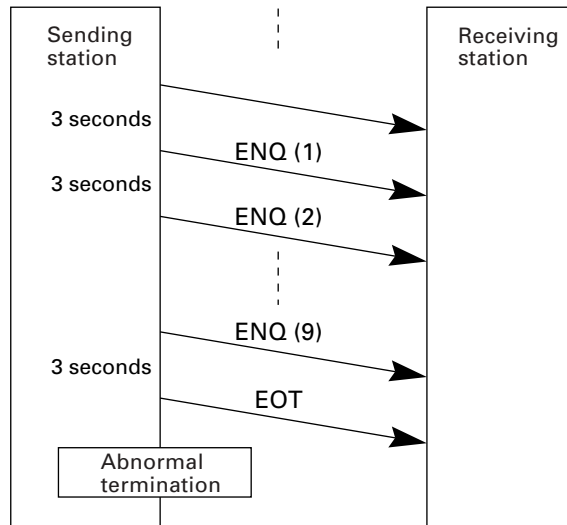 Sending
station
Receiving
station
3 seconds
ENQ (1)
3 seconds
ENQ (2)
ENQ (9)
3 seconds
EOT
Abnormal
termination